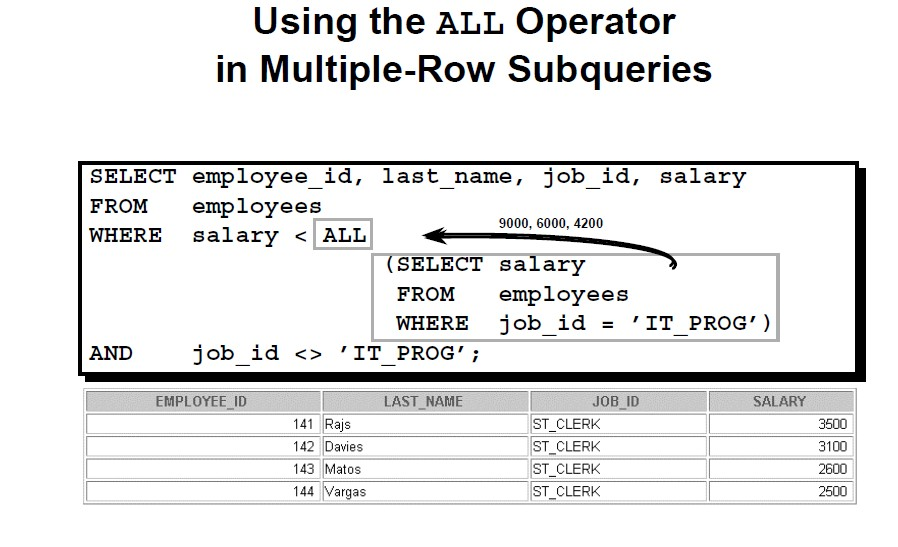 Using the ALL Operator
in Multiple-Row Subqueries
SELECT employee_id, last_name, job_id, salary
FROM employees
WHERE salary < ALL
9000, 6000, 4200
(SELECT salary
FROM employees
WHERE job_id = ’IT_PROG’)
AND job_id <> ’IT_PROG’;
EMPLOYEE_ID LAST_NAME JOB_ID SALARY
141 Rajs ST_CLERK 3500
142 Davies ST_CLERK 3100
143 Matos ST_CLERK 2600
144 Vargas ST_CLERK 2500